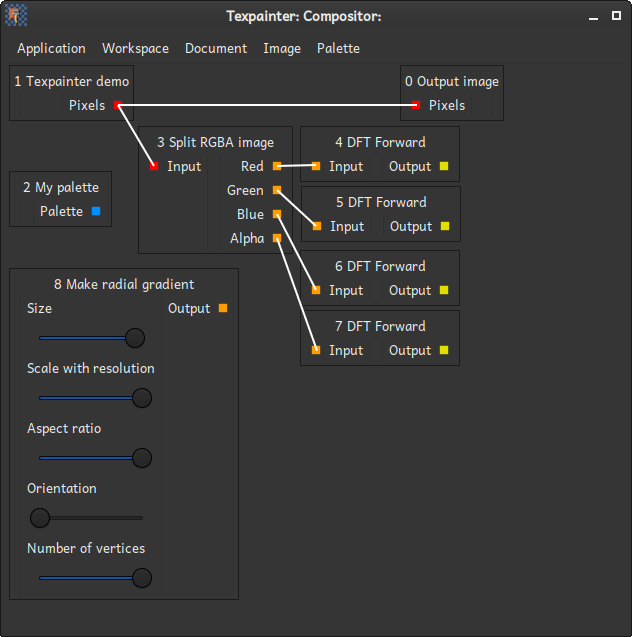 Texpainter: Compositor:
Application Workspace Document Image Palette
1 Texpainter demo
Pixels
0 Output image
Pixels
3 Split RGBA image
Input Red
Green
Blue
Alpha
4 DFT Forward
Input Output
2 My palette
Palette
5 DFT Forward
Input Output
6 DFT Forward
Input Output
7 DFT Forward
Input Output
8 Make radial gradient
Size Output
Scale with resolution
Aspect ratio
Orientation
Number of vertices